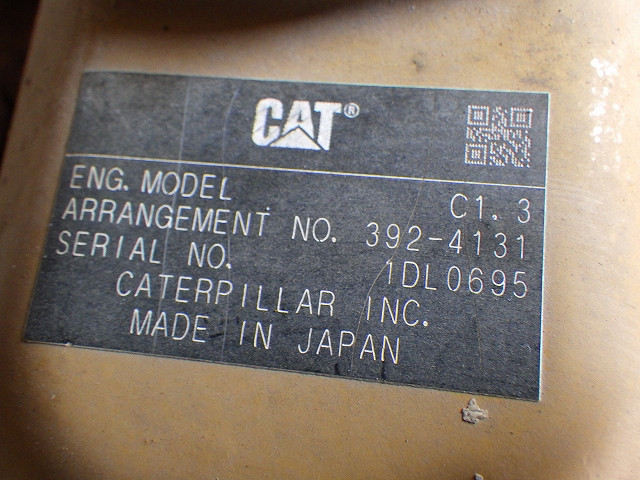 CAT®
ENG. MODEL C1.3
ARRANGEMENT NO. 392-4131
SERIAL NO. 1DL0695
CATERPILLAR INC.
MADE IN JAPAN